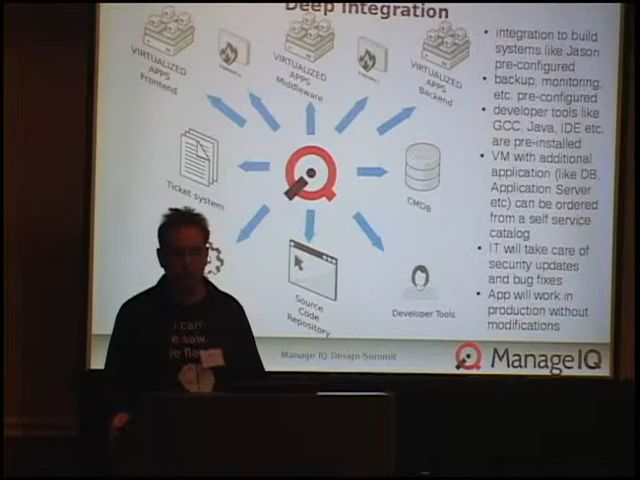 Deep Integration
VIRTUALIZED
APPS
Frontend
VIRTUALIZED
APPS
Middleware
VIRTUALIZED
APPS
Backend
Ticket system
CMDB
Source
Code
Repository
Developer Tools
• integration to build
systems like Jason
pre-configured
• backup, monitoring,
etc. pre-configured
• developer tools like
GCC, Java, IDE etc.
are pre-installed
• VM with additional
application (like DB,
Application Server
etc) can be ordered
from a self service
catalog
• IT will take care of
security updates
and bug fixes
• App will work in
production without
modifications
Manage IQ Design Summit
ManageIQ